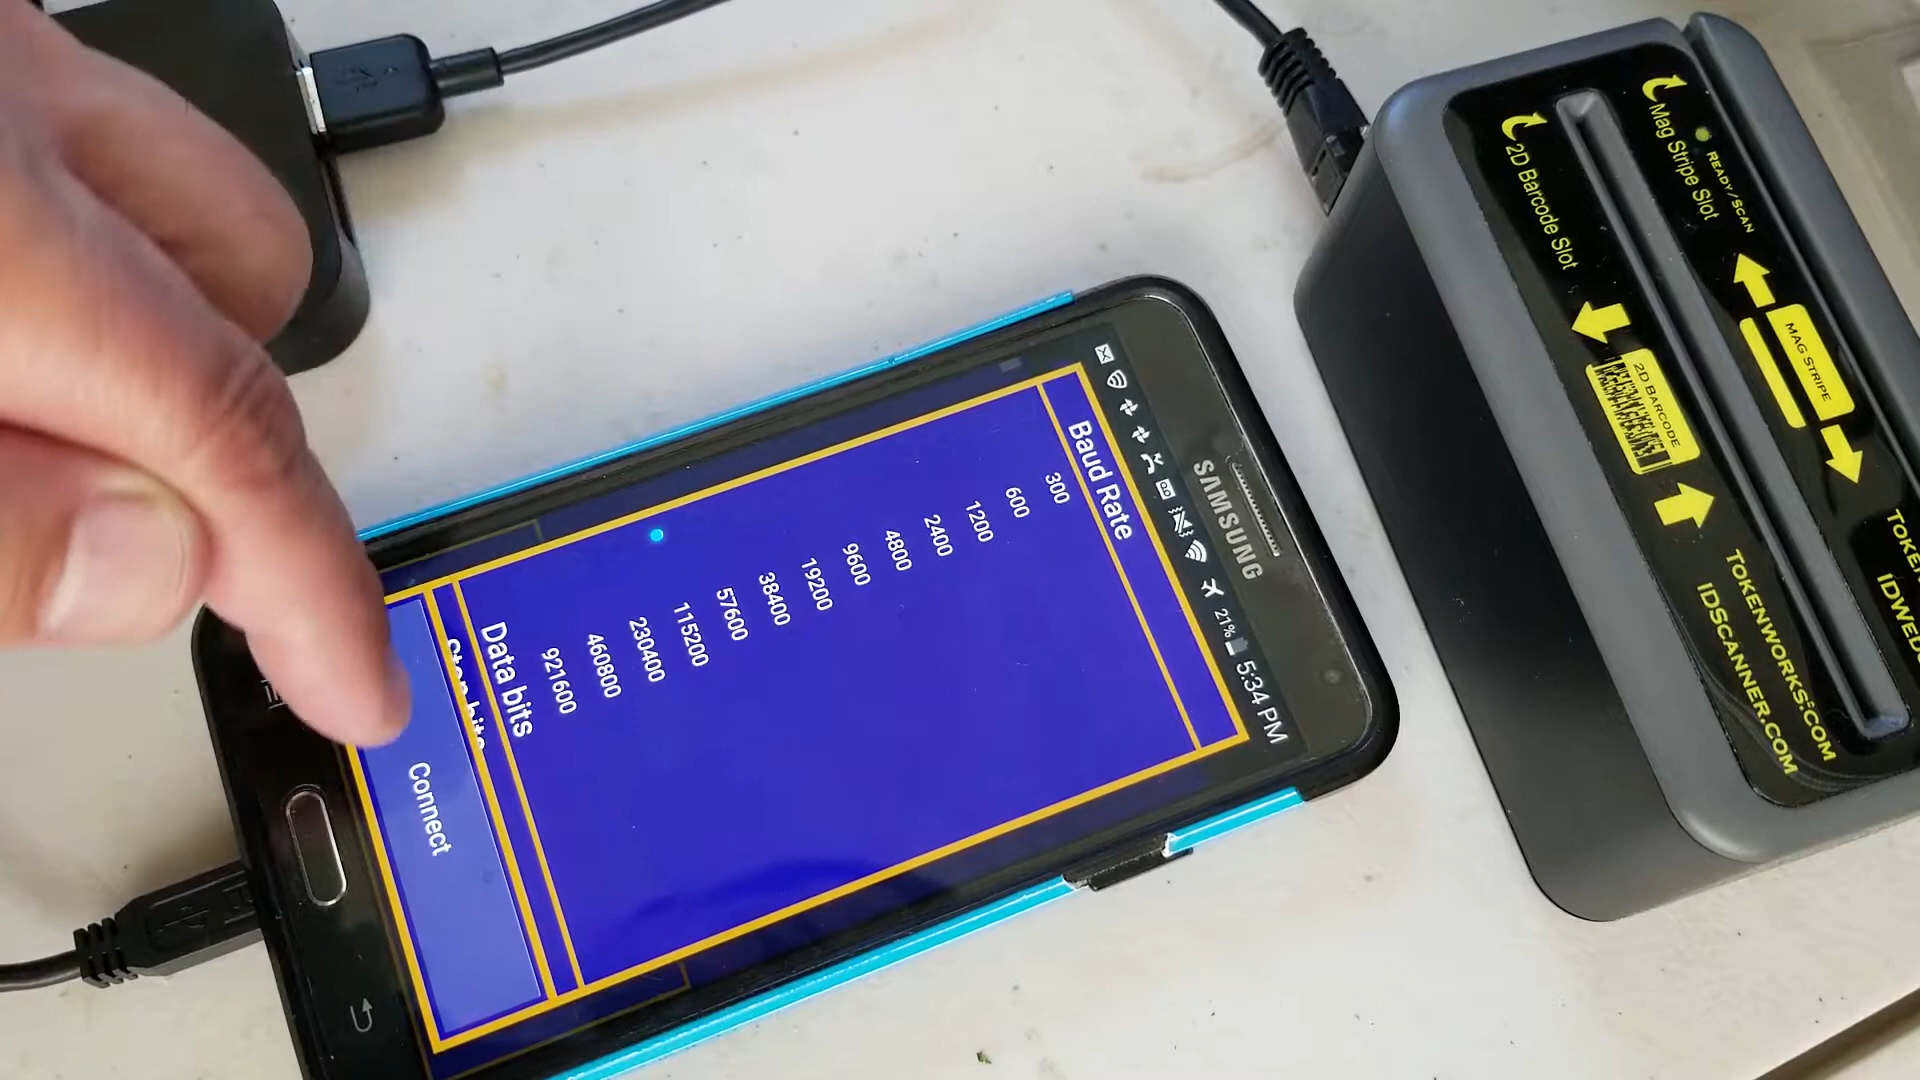 SAMSUNG
21% 5:34 PM
Baud Rate
300
600
1200
2400
4800
9600
19200
38400
57600
115200
230400
460800
921600
Data bits
Stop bits
Connect
Mag Stripe Slot
READY/SCAN
2D Barcode Slot
MAG STRIPE
2D BARCODE
TOKENWORKS.COM
IDSCANNER.COM